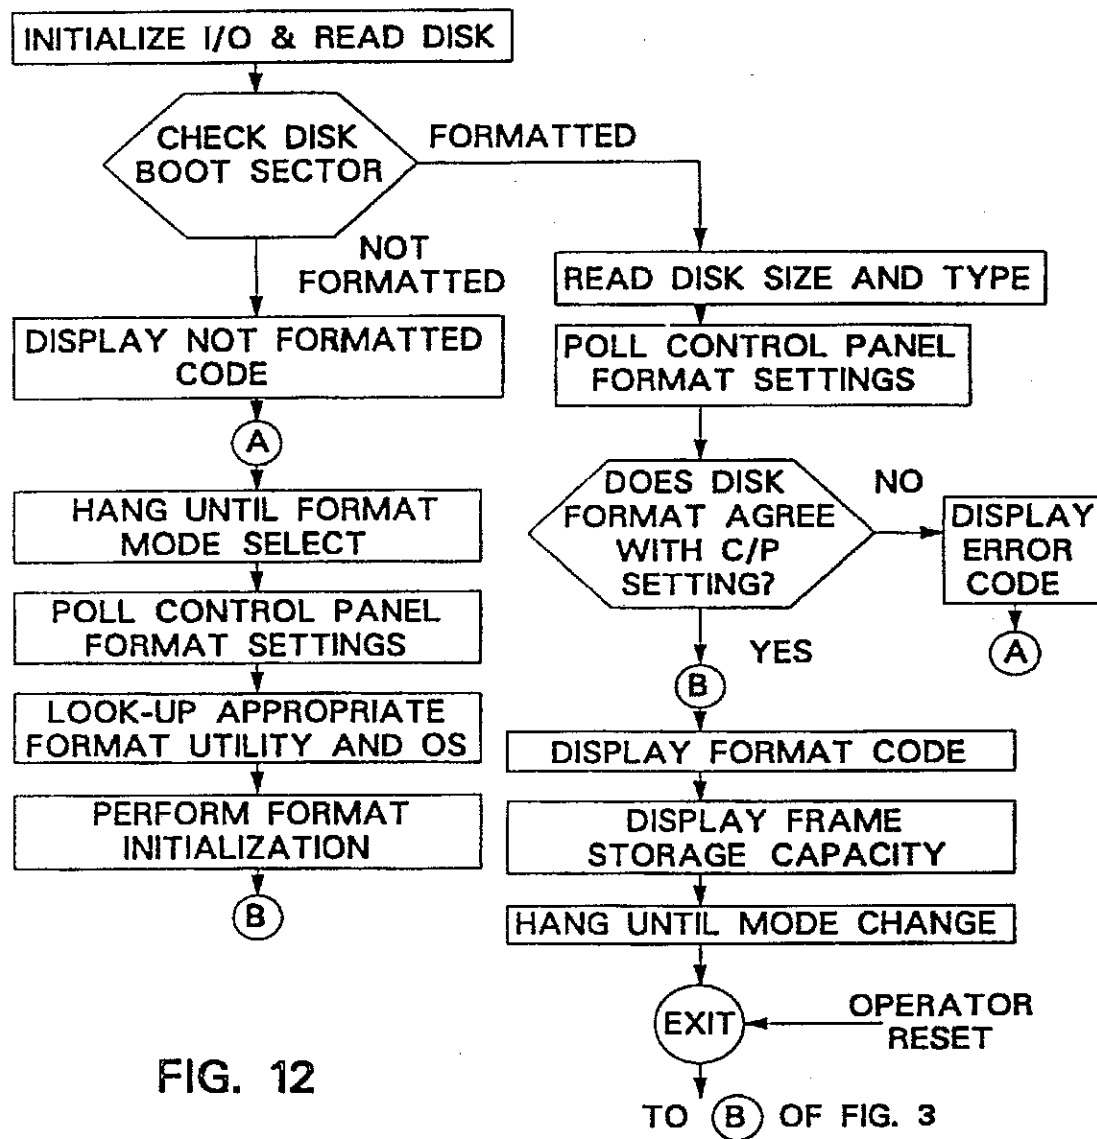 INITIALIZE I/O & READ DISK
CHECK DISK
BOOT SECTOR
FORMATTED
NOT
FORMATTED
DISPLAY NOT FORMATTED
CODE
A
HANG UNTIL FORMAT
MODE SELECT
POLL CONTROL PANEL
FORMAT SETTINGS
LOOK-UP APPROPRIATE
FORMAT UTILITY AND OS
PERFORM FORMAT
INITIALIZATION
B
READ DISK SIZE AND TYPE
POLL CONTROL PANEL
FORMAT SETTINGS
DOES DISK
FORMAT AGREE
WITH C/P
SETTING?
NO
DISPLAY
ERROR
CODE
A
YES
B
DISPLAY FORMAT CODE
DISPLAY FRAME
STORAGE CAPACITY
HANG UNTIL MODE CHANGE
EXIT
OPERATOR
RESET
TO B OF FIG. 3
FIG. 12